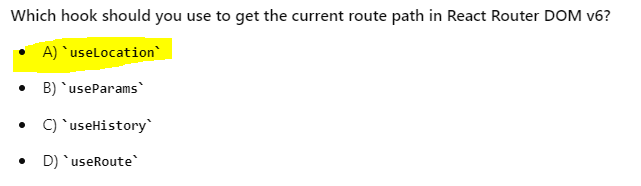 Which hook should you use to get the current route path in React Router DOM v6?
• A) `useLocation`
• B) `useParams`
• C) `useHistory`
• D) `useRoute`